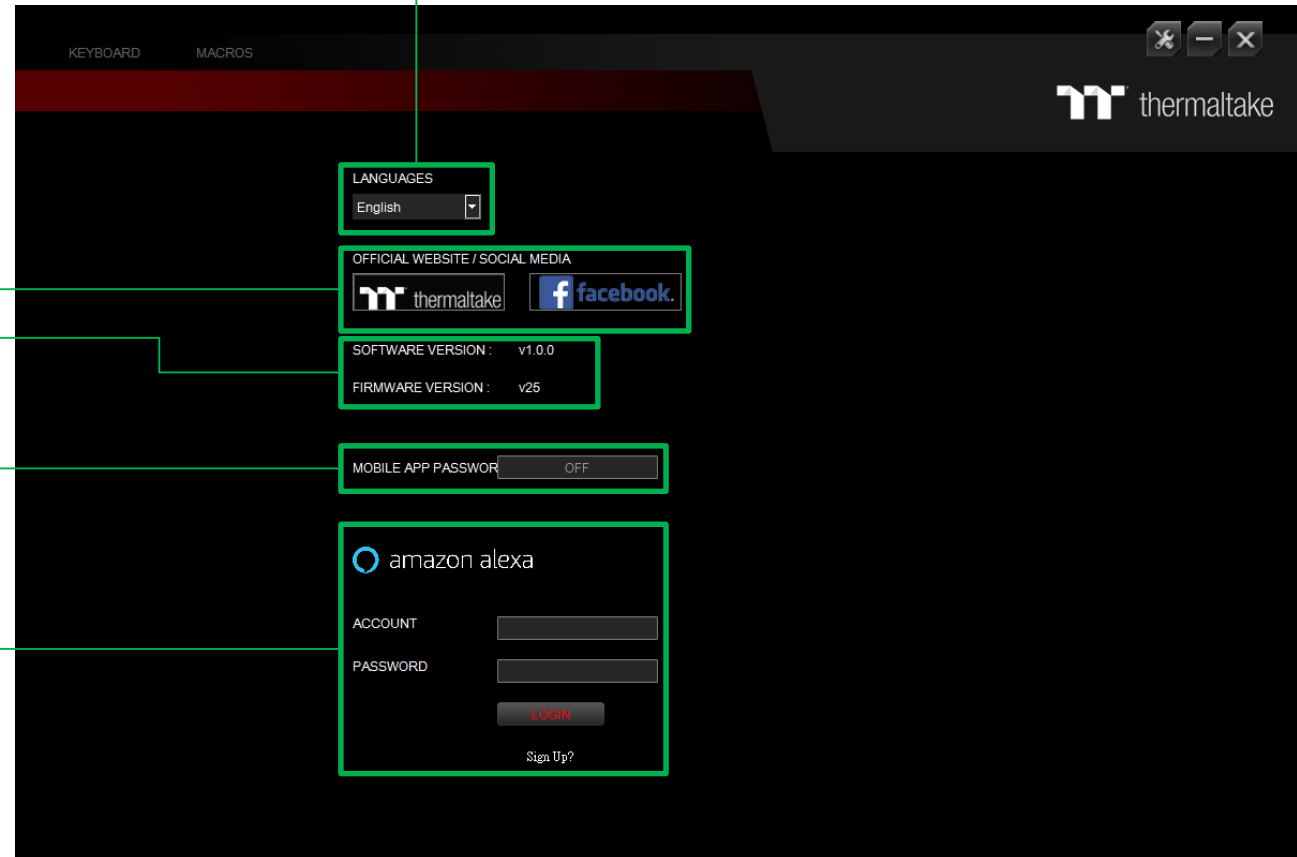 KEYBOARD MACROS
thermaltake
LANGUAGES
English
OFFICIAL WEBSITE / SOCIAL MEDIA
thermaltake facebook.
SOFTWARE VERSION : v1.0.0
FIRMWARE VERSION : v25
MOBILE APP PASSWOR OFF
amazon alexa
ACCOUNT
PASSWORD
LOGIN
Sign Up?